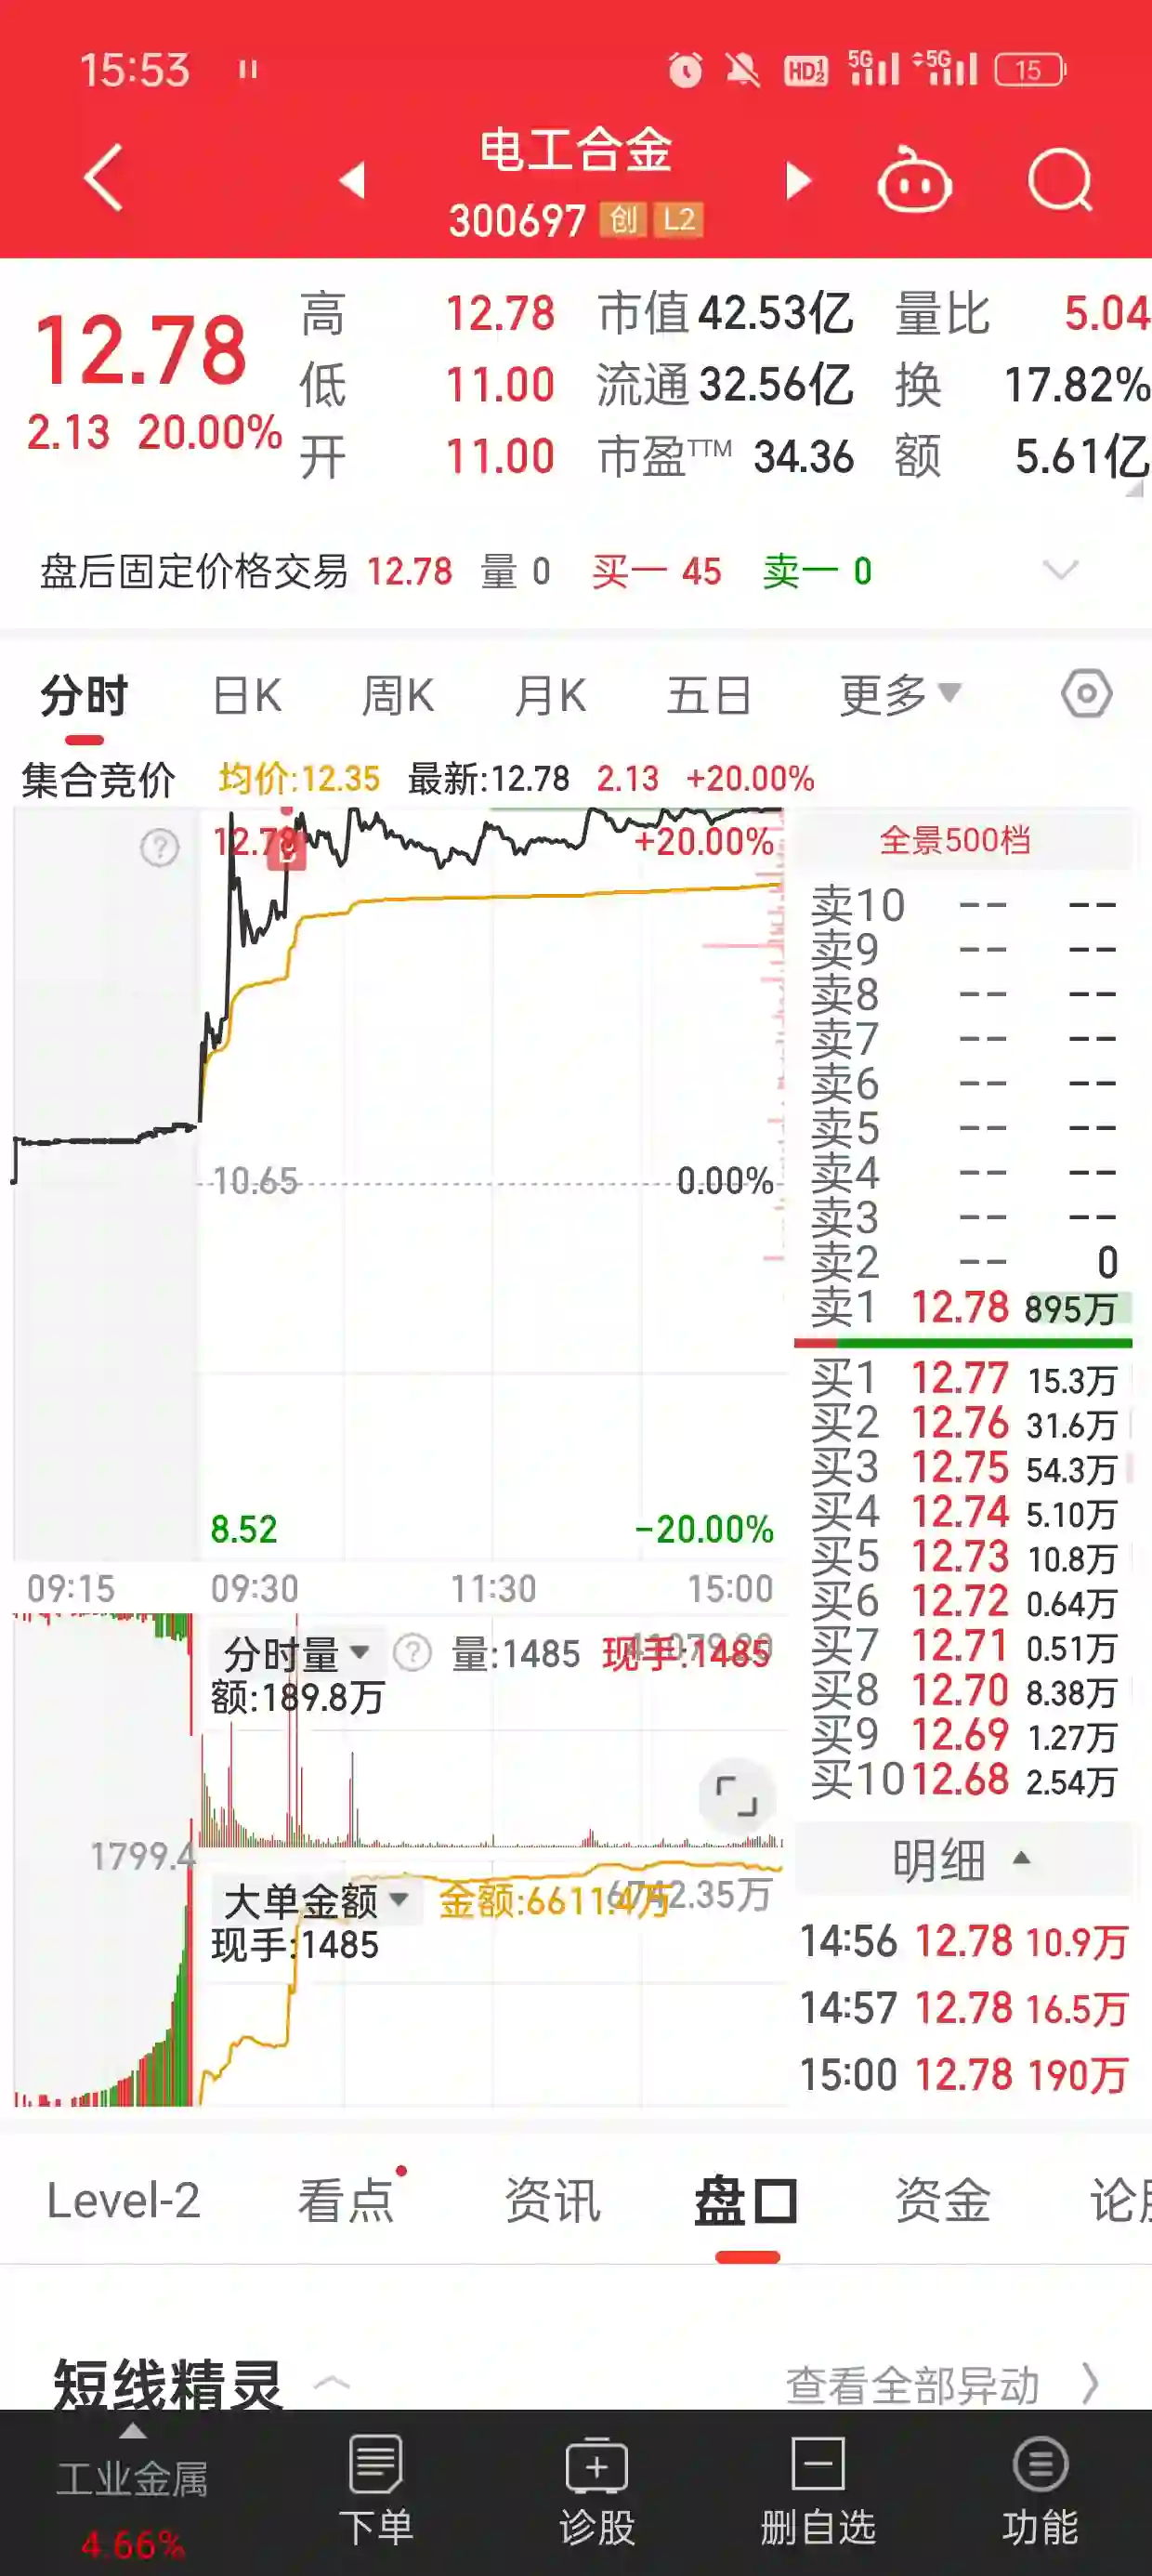 15:53 HD 1 2 5G 5G 15
电工合金
300697 创 L2
12.78
2.13 20.00%
高 12.78 市值 42.53亿 量比 5.04
低 11.00 流通 32.56亿 换 17.82%
开 11.00 市盈TTM 34.36 额 5.61亿
盘后固定价格交易 12.78 量 0 买一 45 卖一 0
分时 日K 周K 月K 五日 更多
集合竞价 均价:12.35 最新:12.78 2.13 +20.00%
? 12.78 +20.00%
10.65 0.00%
8.52 -20.00%
09:15 09:30 11:30 15:00
分时量 ? 量:1485 现手:1485
额:189.8万
1799.4
大单金额 金额:6611.4万
现手:1485
全景500档
卖10 -- --
卖9 -- --
卖8 -- --
卖7 -- --
卖6 -- --
卖5 -- --
卖4 -- --
卖3 -- --
卖2 -- 0
卖1 12.78 895万
买1 12.77 15.3万
买2 12.76 31.6万
买3 12.75 54.3万
买4 12.74 5.10万
买5 12.73 10.8万
买6 12.72 0.64万
买7 12.71 0.51万
买8 12.70 8.38万
买9 12.69 1.27万
买10 12.68 2.54万
明细
14:56 12.78 10.9万
14:57 12.78 16.5万
15:00 12.78 190万
Level-2 看点 资讯 盘口 资金 论
短线精灵 查看全部异动
工业金属 下单 诊股 删自选 功能
4.66%